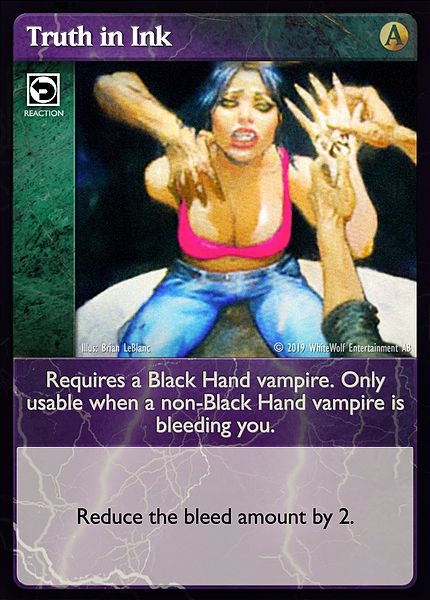 Truth in Ink
A
REACTION
Illus: Brian LeBlanc
© 2019 WhiteWolf Entertainment AB
Requires a Black Hand vampire. Only
usable when a non-Black Hand vampire is
bleeding you.
Reduce the bleed amount by 2.